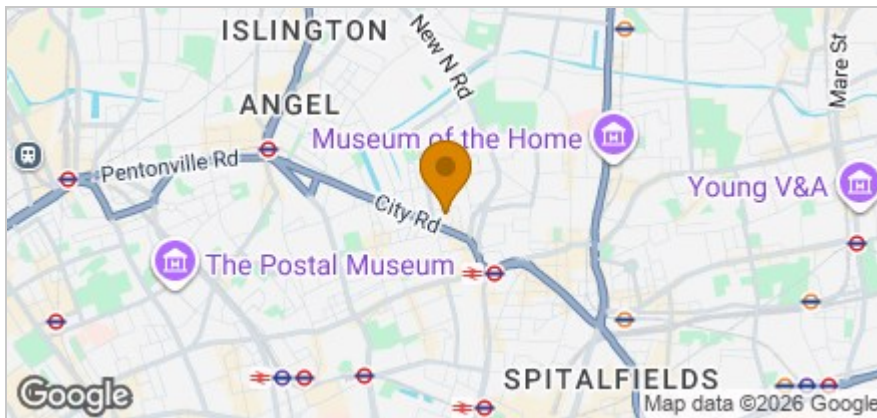 ISLINGTON
New N Rd
Mare St
ANGEL
Museum of the Home
Pentonville Rd
Young V&A
City Rd
The Postal Museum
SPITALFIELDS
Google
Map data ©2026 Google